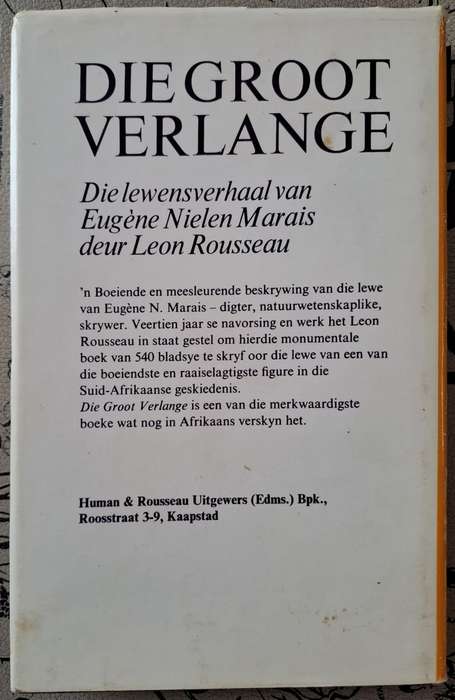 DIE GROOT
VERLANGE
Die lewensverhaal van
Eugène Nielen Marais
deur Leon Rousseau
'n Boeiende en meesleurende beskrywing van die lewe
van Eugène N. Marais – digter, natuurwetenskaplike,
skrywer. Veertien jaar se navorsing en werk het Leon
Rousseau in staat gestel om hierdie monumentale
boek van 540 bladsye te skryf oor die lewe van een van
die boeiendste en raaiselagtigste figure in die
Suid-Afrikaanse geskiedenis.
Die Groot Verlange is een van die merkwaardigste
boeke wat nog in Afrikaans verskyn het.
Human & Rousseau Uitgewers (Edms.) Bpk.,
Roosstraat 3-9, Kaapstad